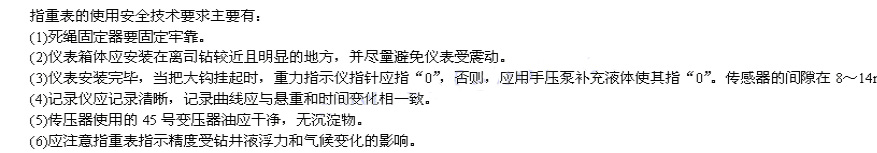 指重表的使用安全技术要求主要有：
(1)死绳固定器要固定牢靠。
(2)仪表箱体应安装在离司钻较近且明显的地方，并尽量避免仪表受震动。
(3)仪表安装完毕，当把大钩挂起时，重力指示仪指针应指“0”，否则，应用手压泵补充液体使其指“0”。传感器的间隙在 8～14
(4)记录仪应记录清晰，记录曲线应与悬重和时间变化相一致。
(5)传压器使用的 45 号变压器油应干净，无沉淀物。
(6)应注意指重表指示精度受钻井液浮力和气候变化的影响。